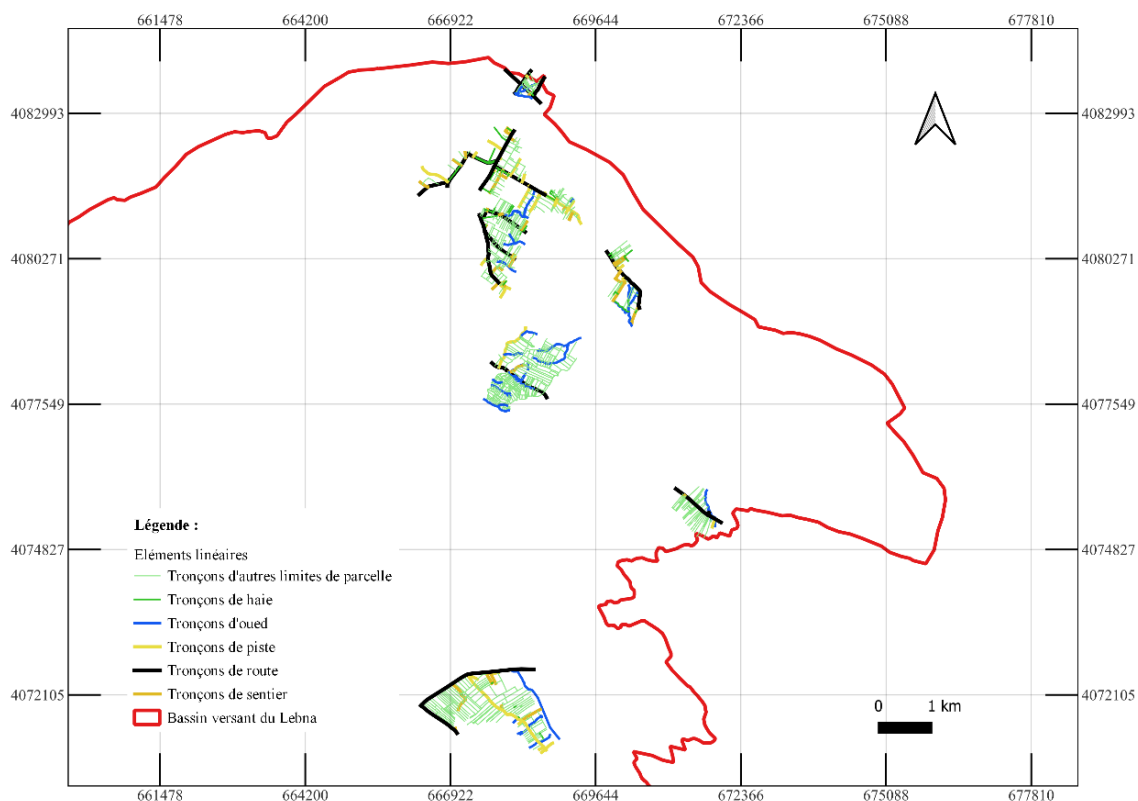 661478 664200 666922 669644 672366 675088 677810
4082993 4082993
4080271 4080271
4077549 4077549
Légende :
4074827 4074827
Eléments linéaires
Tronçons d'autres limites de parcelle
Tronçons de haie
Tronçons d'oued
Tronçons de piste
Tronçons de route
4072105 4072105
Tronçons de sentier
0 1 km
Bassin versant du Lebna
661478 664200 666922 669644 672366 675088 677810